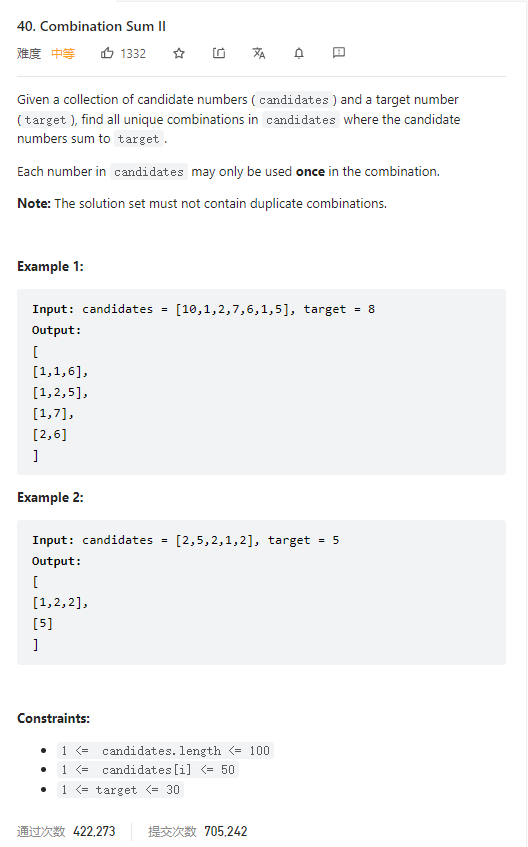 40. Combination Sum II
难度 中等 1332
Given a collection of candidate numbers ( candidates ) and a target number
( target ), find all unique combinations in candidates where the candidate
numbers sum to target .
Each number in candidates may only be used once in the combination.
Note: The solution set must not contain duplicate combinations.
Example 1:
Input: candidates = [10,1,2,7,6,1,5], target = 8
Output:
[
[1,1,6],
[1,2,5],
[1,7],
[2,6]
]
Example 2:
Input: candidates = [2,5,2,1,2], target = 5
Output:
[
[1,2,2],
[5]
]
Constraints:
1 <= candidates.length <= 100
1 <= candidates[i] <= 50
1 <= target <= 30
通过次数 422,273 提交次数 705,242